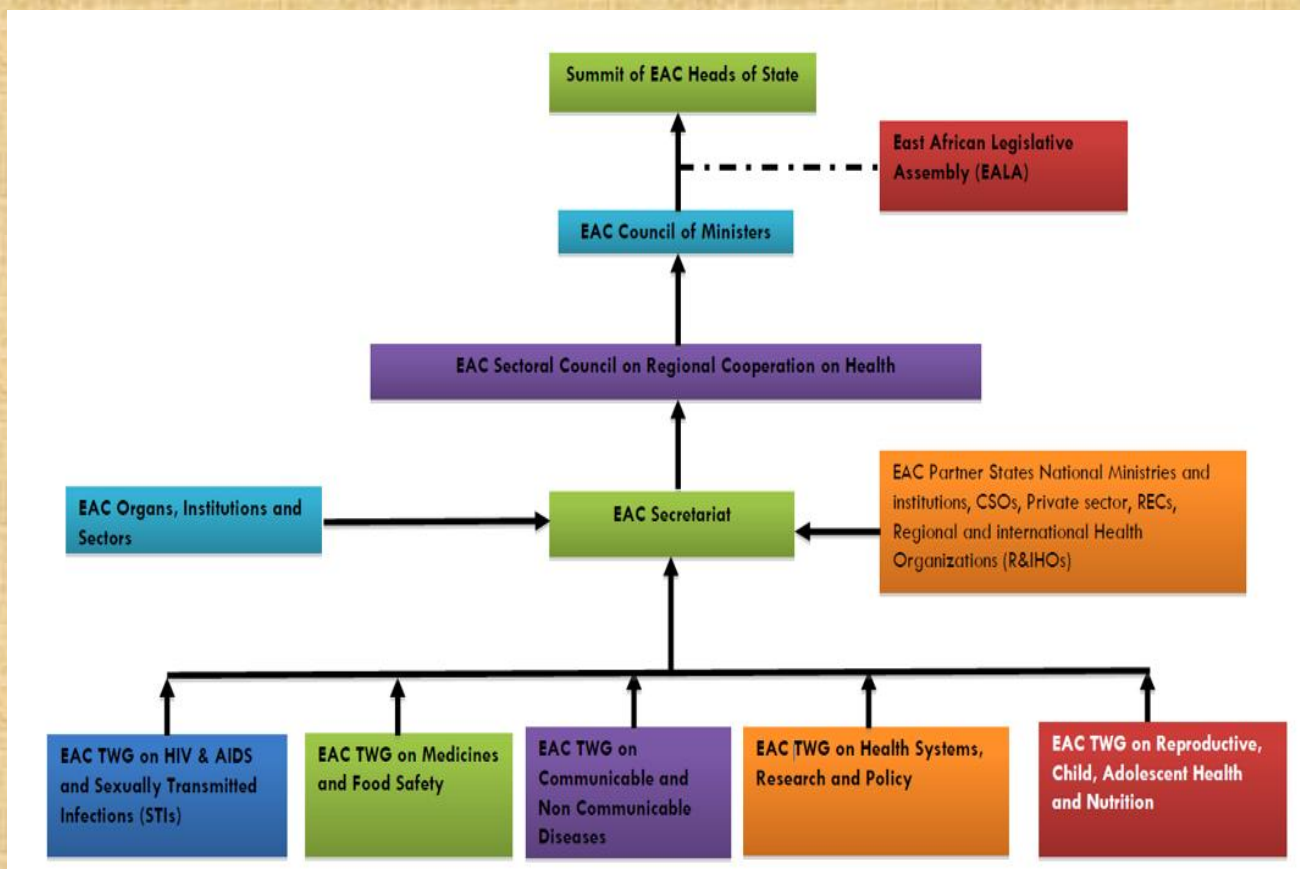 Summit of EAC Heads of State
East African Legislative
Assembly (EALA)
EAC Council of Ministers
EAC Sectoral Council on Regional Cooperation on Health
EAC Organs, Institutions and
Sectors
EAC Secretariat
EAC Partner States National Ministries and
institutions, CSOs, Private sector, RECs,
Regional and international Health
Organizations (R&IHOs)
EAC TWG on HIV & AIDS
and Sexually Transmitted
Infections (STIs)
EAC TWG on Medicines
and Food Safety
EAC TWG on
Communicable and
Non Communicable
Diseases
EAC TWG on Health Systems,
Research and Policy
EAC TWG on Reproductive,
Child, Adolescent Health
and Nutrition